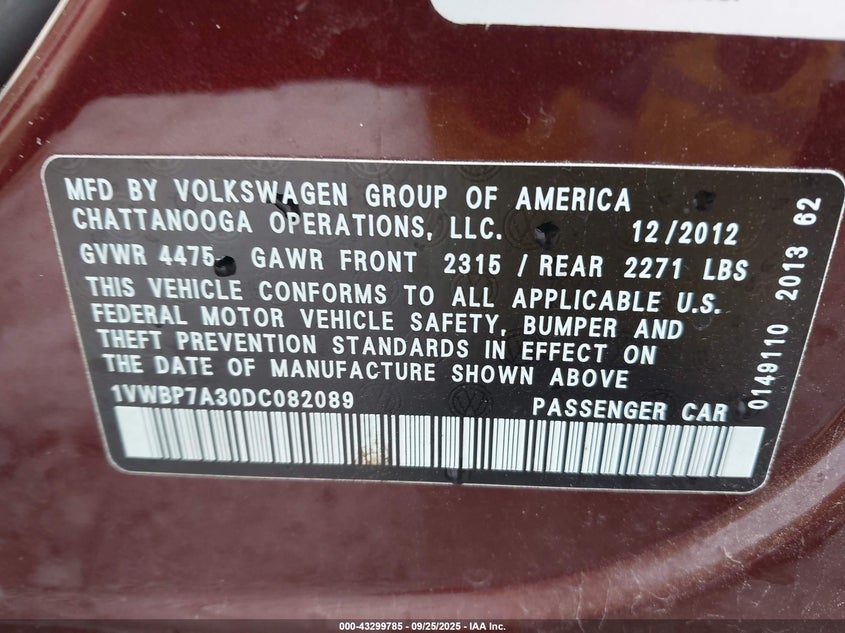 MFD BY VOLKSWAGEN GROUP OF AMERICA
CHATTANOOGA OPERATIONS, LLC. 12/2012
GVWR 4475 GAWR FRONT 2315 / REAR 2271 LBS
THIS VEHICLE CONFORMS TO ALL APPLICABLE U.S.
FEDERAL MOTOR VEHICLE SAFETY, BUMPER AND
THEFT PREVENTION STANDARDS IN EFFECT ON
THE DATE OF MANUFACTURE SHOWN ABOVE
1VWBP7A30DC082089 PASSENGER CAR
0149110 2013 62
000-43299785 - 09/25/2025 - IAA Inc.